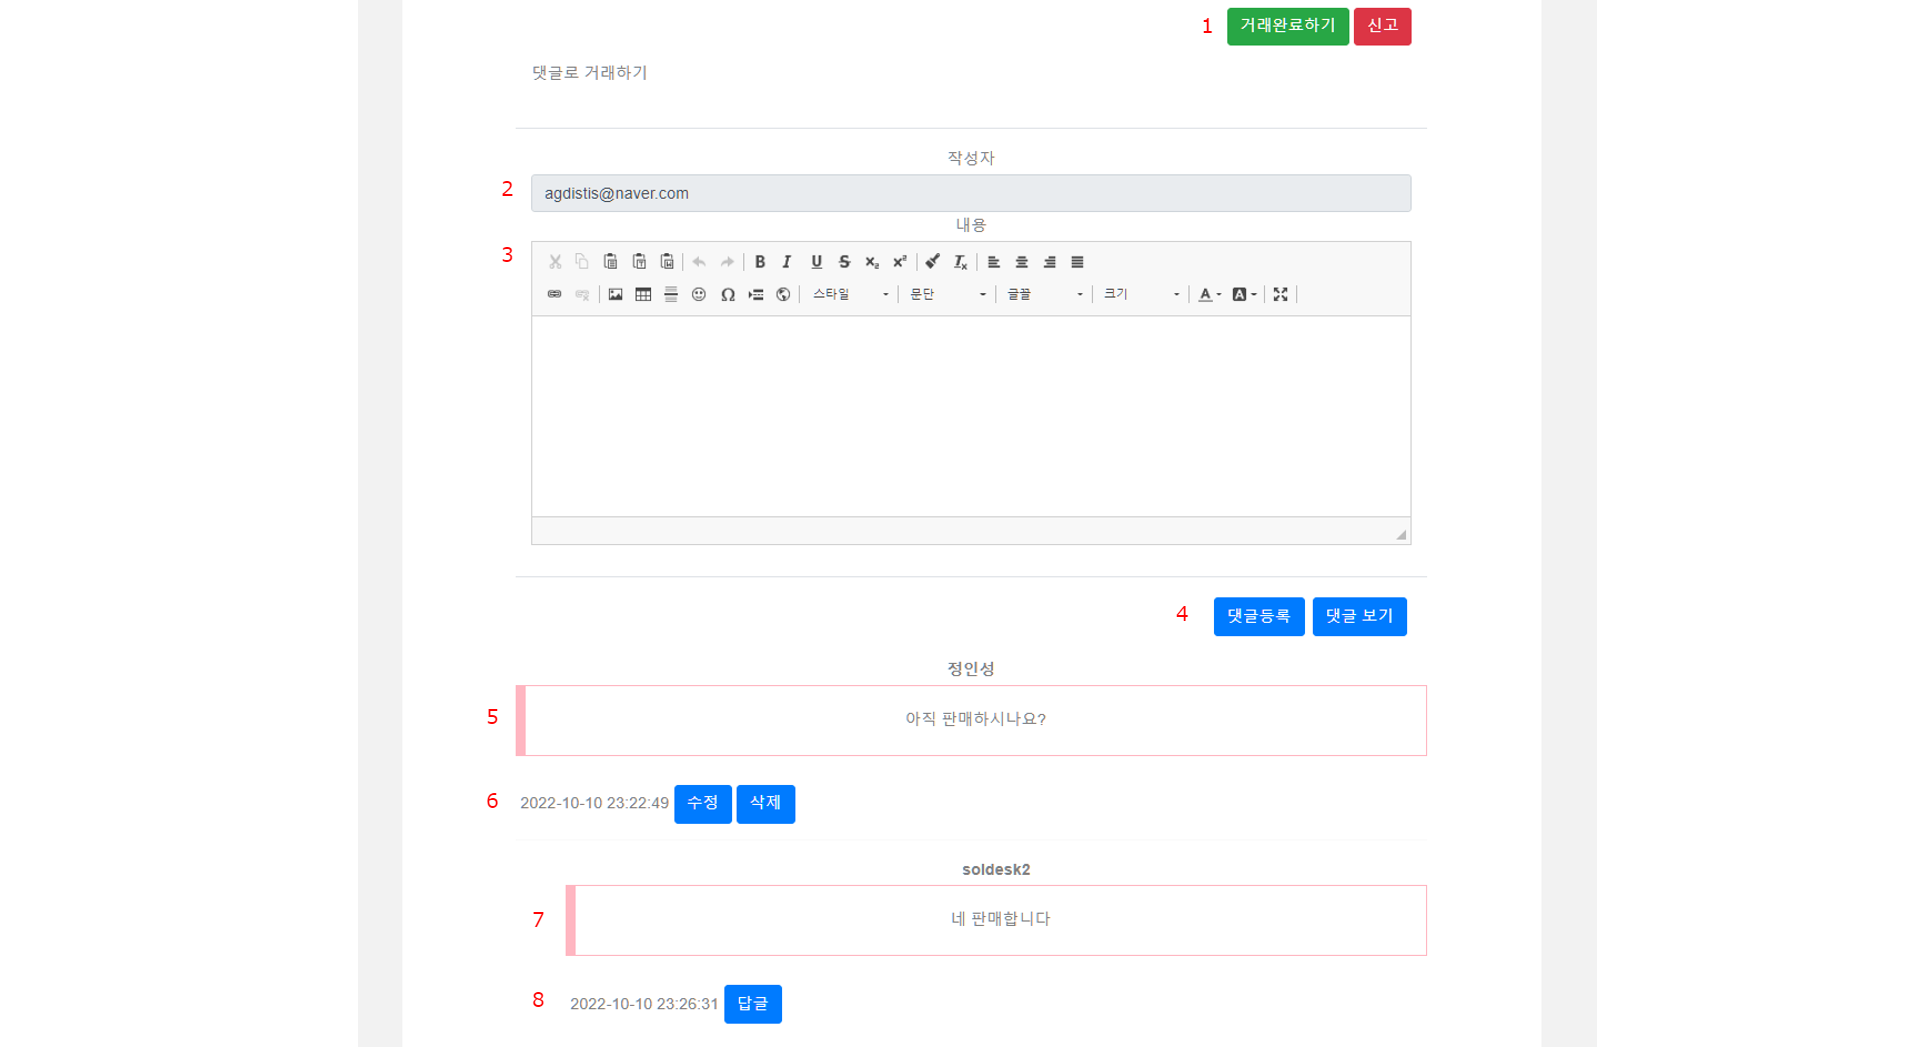 1 거래완료하기 신고
댓글로 거래하기
작성자
2 agdistis@naver.com
내용
3
B I U S x₂ x² Tx
Ω 스타일 문단 글꼴 크기 A A
4 댓글등록 댓글 보기
정인성
5 아직 판매하시나요?
6 2022-10-10 23:22:49 수정 삭제
soldesk2
7 네 판매합니다
8 2022-10-10 23:26:31 답글